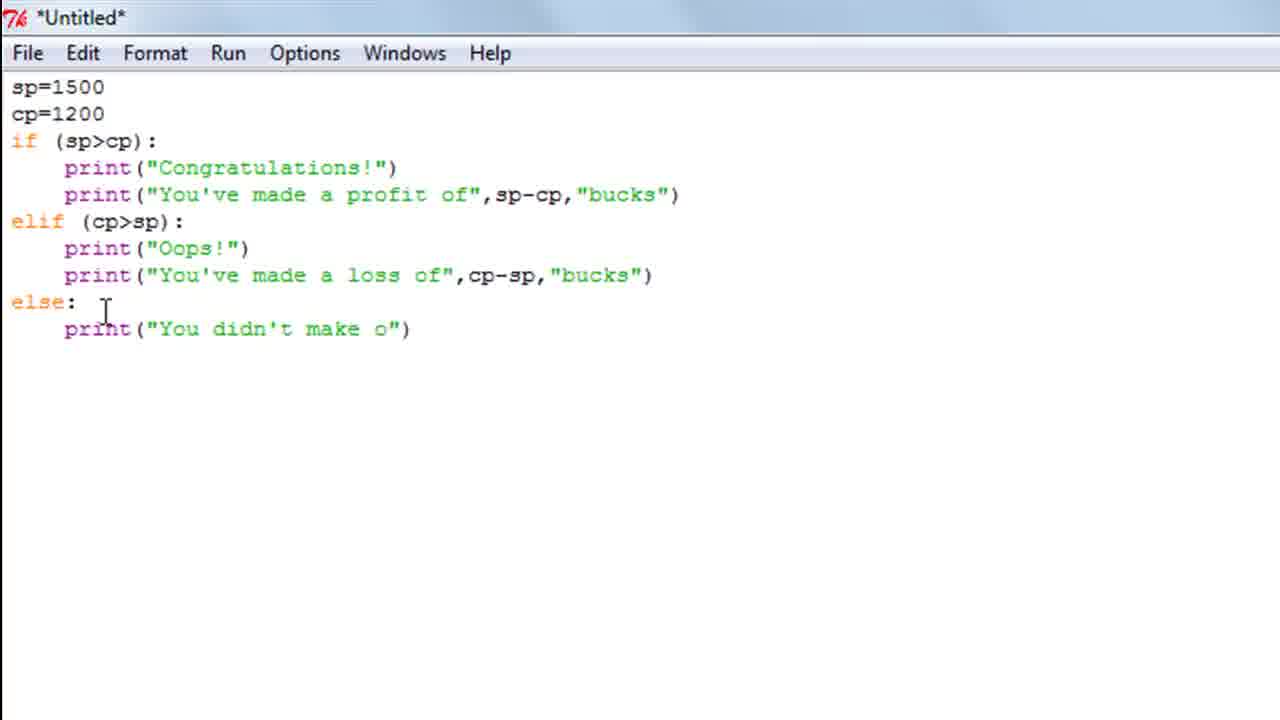 *Untitled*
File Edit Format Run Options Windows Help
sp=1500
cp=1200
if (sp>cp):
    print("Congratulations!")
    print("You've made a profit of",sp-cp,"bucks")
elif (cp>sp):
    print("Oops!")
    print("You've made a loss of",cp-sp,"bucks")
else:
    print("You didn't make o")